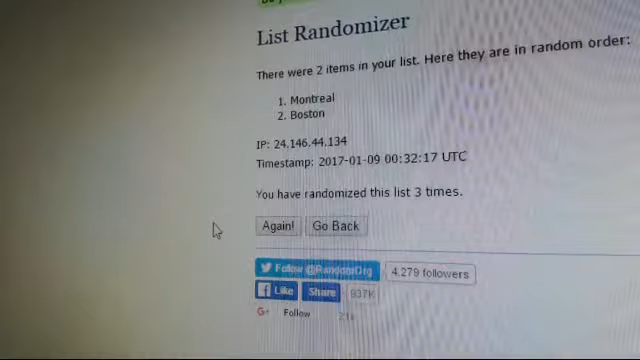 List Randomizer
There were 2 items in your list. Here they are in random order:
1. Montreal
2. Boston
IP: 24.146.44.134
Timestamp: 2017-01-09 00:32:17 UTC
You have randomized this list 3 times.
Again! Go Back
Follow @RandomOrg 4,279 followers
Like Share 937K
G+ Follow 21k